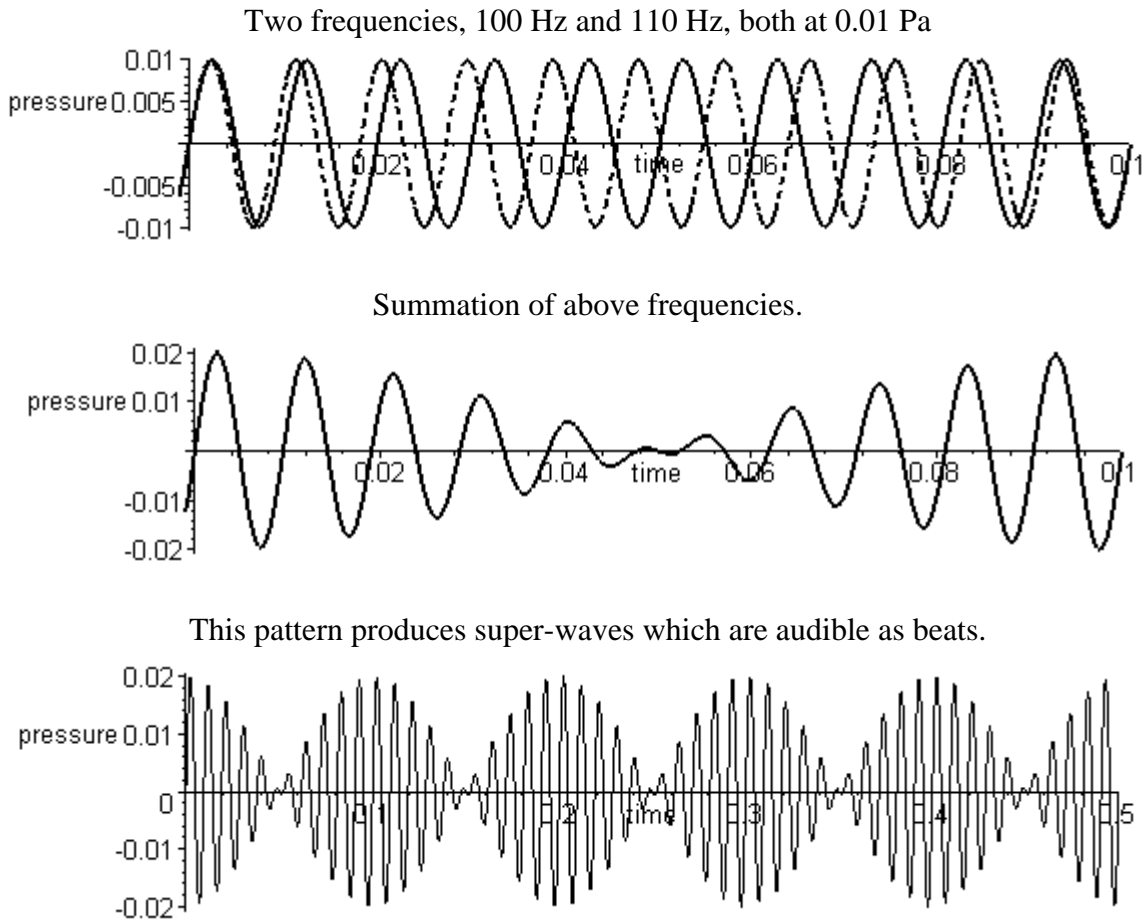 Two frequencies, 100 Hz and 110 Hz, both at 0.01 Pa
0.01
pressure 0.005
-0.005
-0.01
0.02 0.04 time 0.06 0.08 0.1
Summation of above frequencies.
0.02
pressure 0.01
-0.01
-0.02
0.02 0.04 time 0.06 0.08 0.1
This pattern produces super-waves which are audible as beats.
0.02
pressure 0.01
0
-0.01
-0.02
0.1 0.2 time 0.3 0.4 0.5